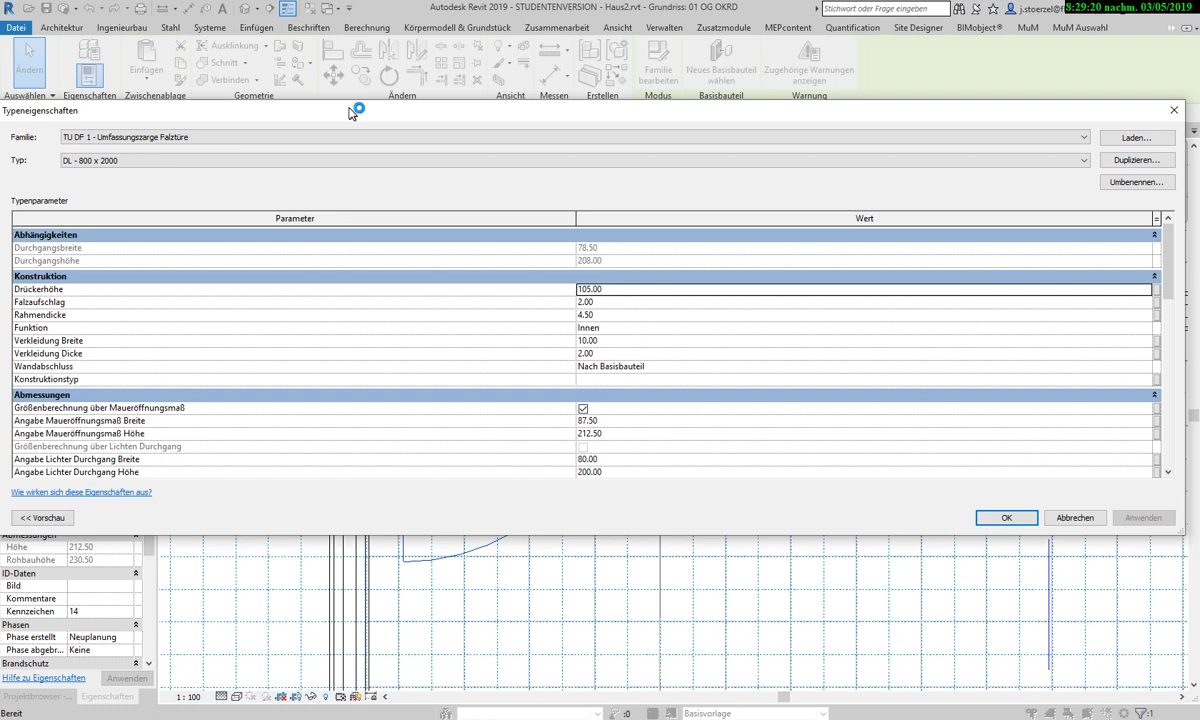 Autodesk Revit 2019 - STUDENTENVERSION - Haus2.rvt - Grundriss: 01 OG OKRD
Stichwort oder Fragen eingeben
j.stoerzel@f
8:29:20 nachm. 03/05/2019
Datei Architektur Ingenieurbau Stahl Systeme Einfügen Beschriften Berechnung Körpermodell & Grundstück Zusammenarbeit Ansicht Verwalten Zusatzmodule MEPcontent Quantification Site Designer BIMobject® MuM MuM Auswahl
Ändern
Einfügen
Ausklinkung
Schnitt
Verbinden
Familie bearbeiten
Neues Basisbauteil wählen
Zugehörige Warnungen anzeigen
Auswählen Eigenschaften Zwischenablage Geometrie Ändern Ansicht Messen Erstellen Modus Basisbauteil Warnung
Typeneigenschaften
Familie: TU DF 1 - Umfassungszarge Falztüre Laden...
Typ: DL - 800 x 2000 Duplizieren...
Umbenennen...
Typenparameter
Parameter Wert =
Abhängigkeiten
Durchgangsbreite 78.50
Durchgangshöhe 208.00
Konstruktion
Drückerhöhe 105.00
Falzaufschlag 2.00
Rahmendicke 4.50
Funktion Innen
Verkleidung Breite 10.00
Verkleidung Dicke 2.00
Wandabschluss Nach Basisbauteil
Konstruktionstyp
Abmessungen
Größenberechnung über Maueröffnungsmaß
Angabe Maueröffnungsmaß Breite 87.50
Angabe Maueröffnungsmaß Höhe 212.50
Größenberechnung über Lichten Durchgang
Angabe Lichter Durchgang Breite 80.00
Angabe Lichter Durchgang Höhe 200.00
Wie wirken sich diese Eigenschaften aus?
<< Vorschau OK Abbrechen Anwenden
Abmessungen
Höhe 212.50
Rohbauhöhe 230.50
ID-Daten
Bild
Kommentare
Kennzeichen 14
Phasen
Phase erstellt Neuplanung
Phase abgebr... Keine
Brandschutz
Hilfe zu Eigenschaften Anwenden
Projektbrowser -... Eigenschaften
1 : 100
Bereit
:0
Basisvorlage
:1